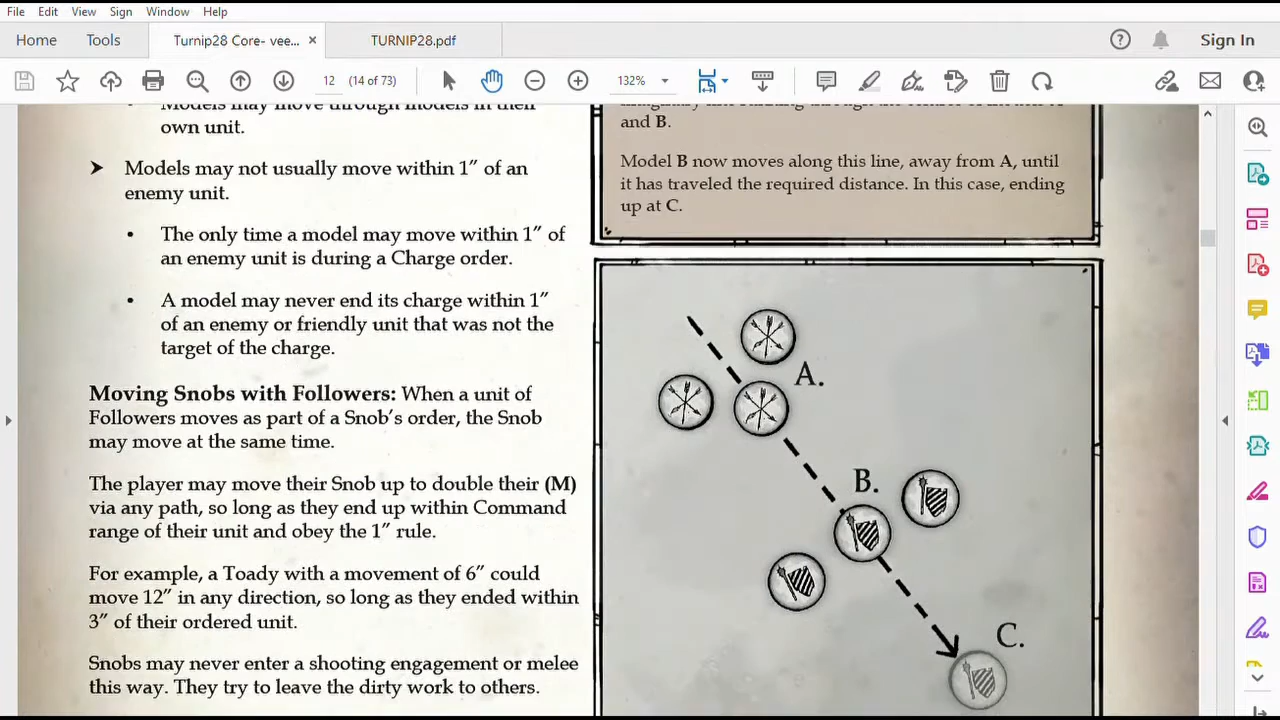 File Edit View Sign Window Help
Home Tools Turnip28 Core- vee... × TURNIP28.pdf Sign In
12 (14 of 73) 132%
Models may move through models in their
own unit.
➤ Models may not usually move within 1” of an
enemy unit.
• The only time a model may move within 1” of
an enemy unit is during a Charge order.
• A model may never end its charge within 1”
of an enemy or friendly unit that was not the
target of the charge.
Moving Snobs with Followers: When a unit of
Followers moves as part of a Snob’s order, the Snob
may move at the same time.
The player may move their Snob up to double their (M)
via any path, so long as they end up within Command
range of their unit and obey the 1” rule.
For example, a Toady with a movement of 6” could
move 12” in any direction, so long as they ended within
3” of their ordered unit.
Snobs may never enter a shooting engagement or melee
this way. They try to leave the dirty work to others.
and B.
Model B now moves along this line, away from A, until
it has traveled the required distance. In this case, ending
up at C.
A.
B.
C.